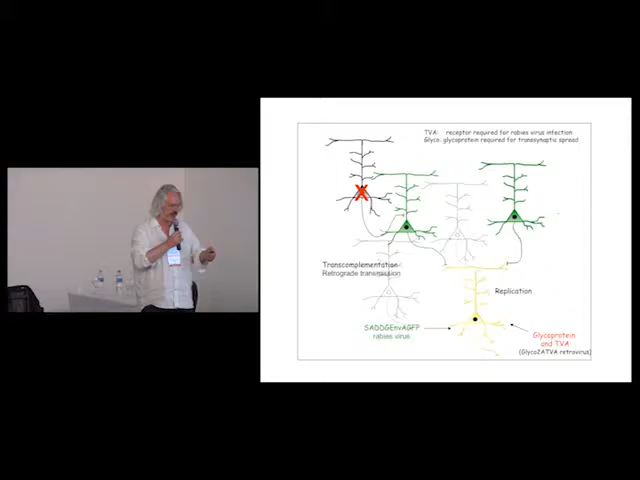 TVA: receptor required for rabies virus infection.
Glyco: glycoprotein required for transsynaptic spread
Transcomplementation
Retrograde transmission
Replication
SADDGEnvAGFP
rabies virus
Glycoprotein
and TVA
(Glyco2ATVA retrovirus)